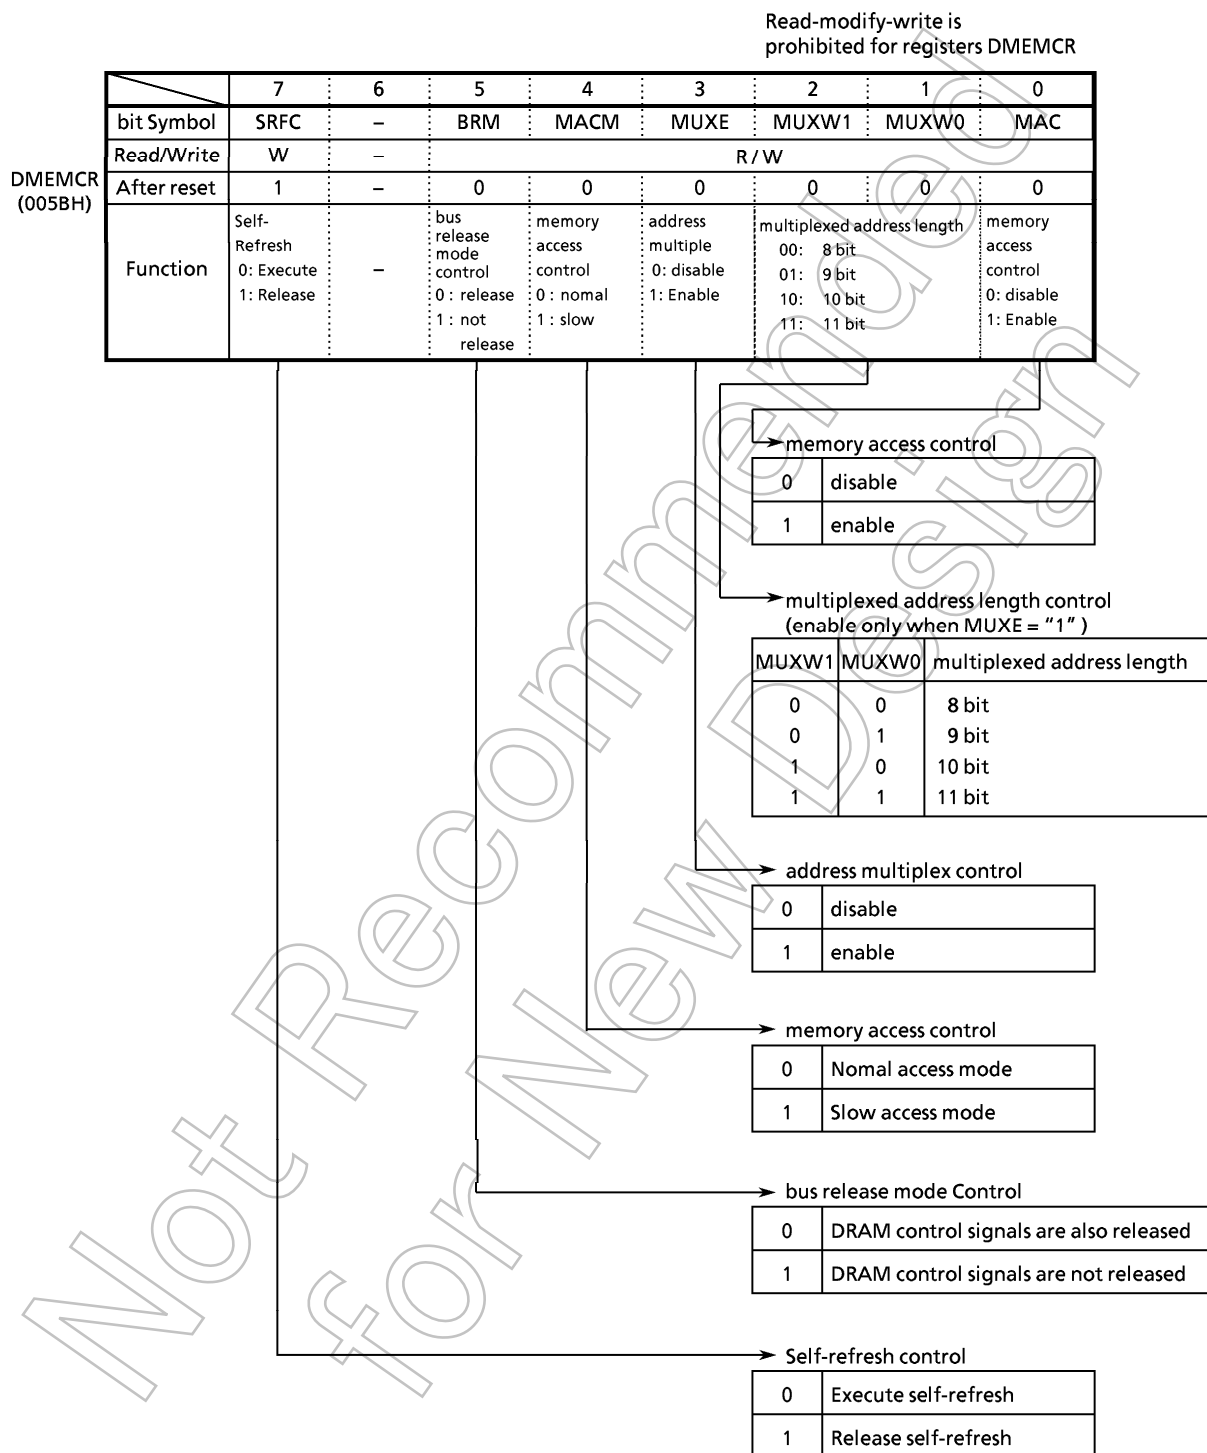 Read-modify-write is
prohibited for registers DMEMCR
7 6 5 4 3 2 1 0
bit Symbol SRFC – BRM MACM MUXE MUXW1 MUXW0 MAC
Read/Write W – R / W
DMEMCR
(005BH)
After reset 1 – 0 0 0 0 0 0
Function
Self-
Refresh
0: Execute
1: Release
–
bus
release
mode
control
0 : release
1 : not
release
memory
access
control
0 : nomal
1 : slow
address
multiple
0: disable
1: Enable
multiplexed address length
00: 8 bit
01: 9 bit
10: 10 bit
11: 11 bit
memory
access
control
0: disable
1: Enable
memory access control
0 disable
1 enable
multiplexed address length control
(enable only when MUXE = "1" )
MUXW1 MUXW0 multiplexed address length
0 0 8 bit
0 1 9 bit
1 0 10 bit
1 1 11 bit
address multiplex control
0 disable
1 enable
memory access control
0 Nomal access mode
1 Slow access mode
bus release mode Control
0 DRAM control signals are also released
1 DRAM control signals are not released
Self-refresh control
0 Execute self-refresh
1 Release self-refresh
Not Recommended
for New Design